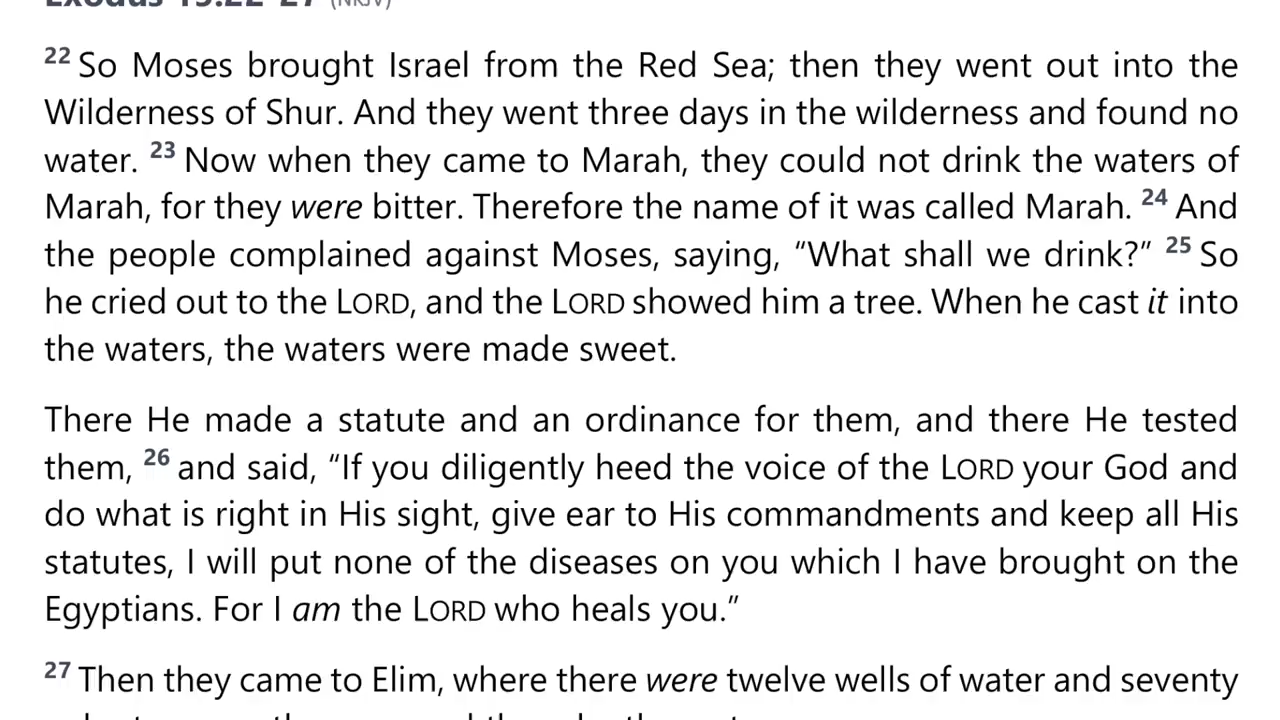 Exodus 15:22-27 (NKJV)
22 So Moses brought Israel from the Red Sea; then they went out into the
Wilderness of Shur. And they went three days in the wilderness and found no
water. 23 Now when they came to Marah, they could not drink the waters of
Marah, for they were bitter. Therefore the name of it was called Marah. 24 And
the people complained against Moses, saying, “What shall we drink?” 25 So
he cried out to the LORD, and the LORD showed him a tree. When he cast it into
the waters, the waters were made sweet.
There He made a statute and an ordinance for them, and there He tested
them, 26 and said, “If you diligently heed the voice of the LORD your God and
do what is right in His sight, give ear to His commandments and keep all His
statutes, I will put none of the diseases on you which I have brought on the
Egyptians. For I am the LORD who heals you.”
27 Then they came to Elim, where there were twelve wells of water and seventy